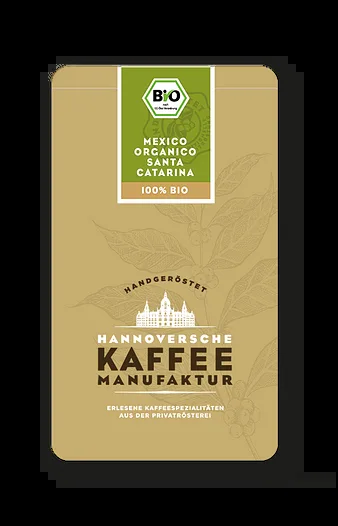 Bio
MEXICO
ORGANICO
SANTA
CATARINA
100% BIO
HANDGERÖSTET
HANNOVERSCHE
KAFFEE
MANUFAKTUR
ERLESENE KAFFEESPEZIALITÄTEN
AUS DER PRIVATRÖSTEREI